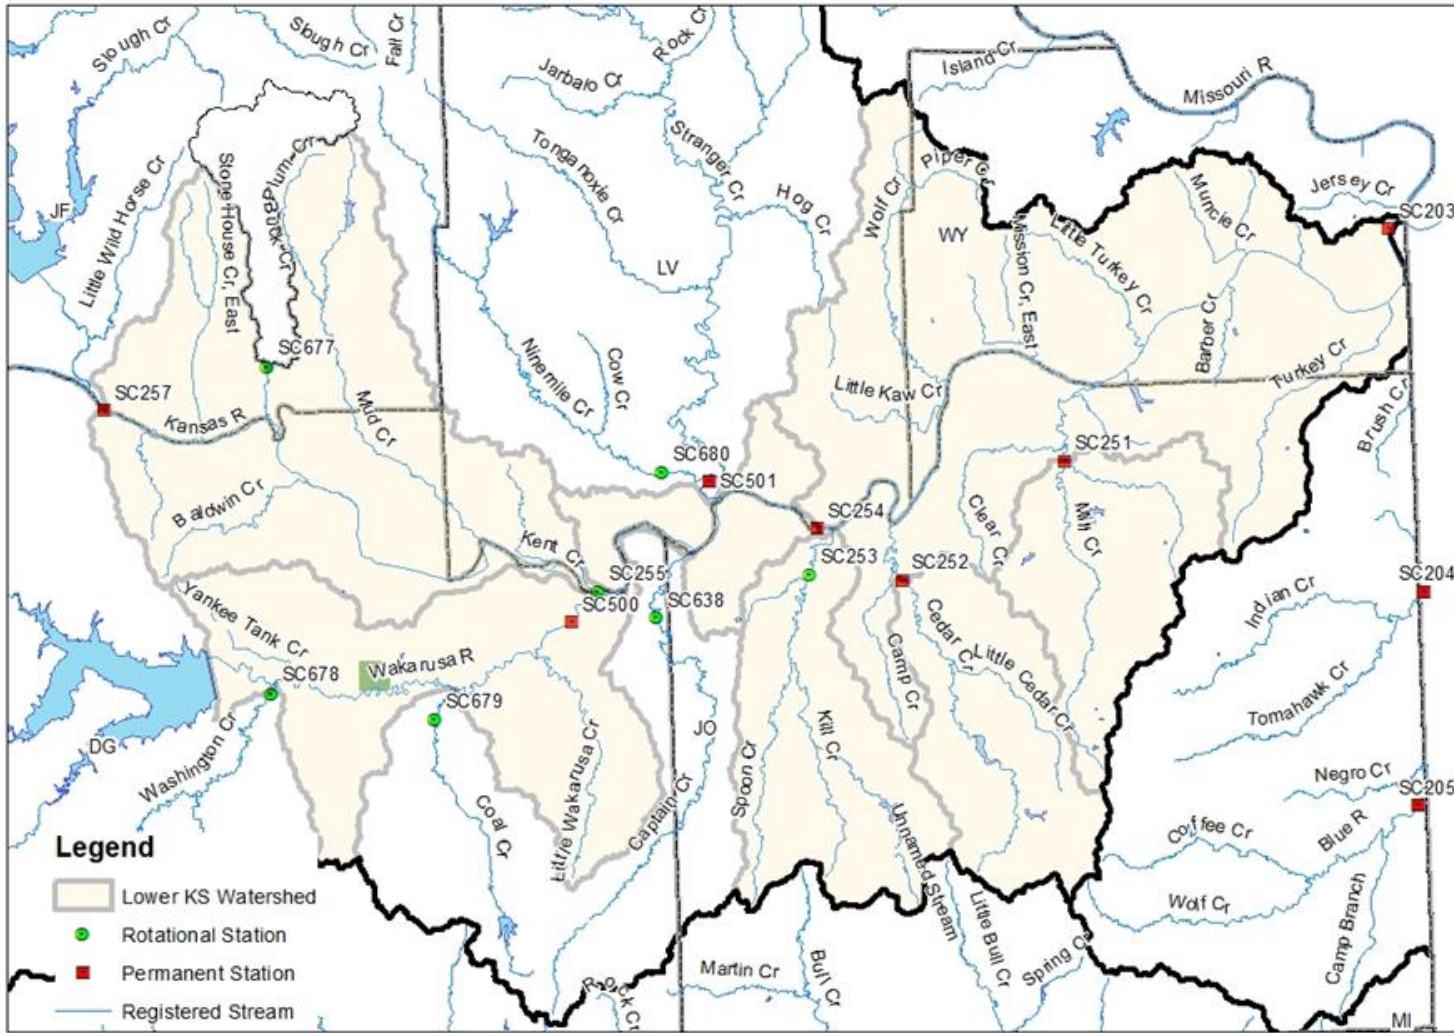 Slough Cr
Slough Cr
Fall Cr
Rock Cr
Jarbalo Cr
Island Cr
Missouri R
Stranger Cr
Tonganoxie Cr
Hog Cr
Wolf Cr
Piper Cr
Muncie Cr
Jersey Cr
SC203
JF
Little Wild Horse Cr
Stone House Cr, East
Plum Cr
Buck Cr
WY
Mission Cr, East
Little Turkey Cr
LV
Barber Cr
SC677
Ninemile Cr
Cow Cr
Little Kaw Cr
Turkey Cr
Brush Cr
SC257
Kansas R
Mud Cr
SC680
SC501
SC251
Baldwin Cr
Kent Cr
SC254
Clear Cr
Mill Cr
SC255
SC253
SC252
SC204
SC500
SC638
Indian Cr
Yankee Tank Cr
Wakarusa R
Camp Cr
Cedar Cr
Little Cedar Cr
SC678
SC679
Tomahawk Cr
DG
Washington Cr
JO
Spoon Cr
Kill Cr
Little Wakarusa Cr
Captain Cr
Coal Cr
Unnamed Stream
Negro Cr
SC205
Coffee Cr
Blue R
Wolf Cr
Camp Branch
Little Bull Cr
Spring Cr
Martin Cr
Bull Cr
Rock Cr
MI
Legend
Lower KS Watershed
Rotational Station
Permanent Station
Registered Stream